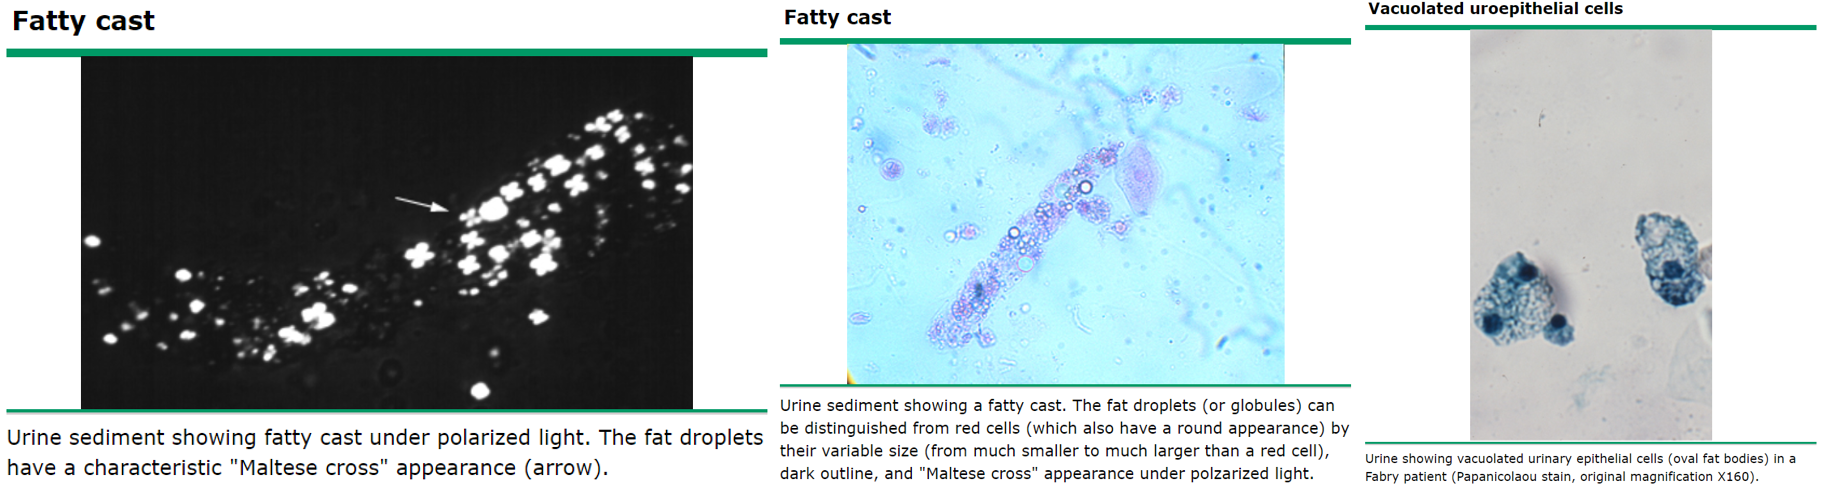 Fatty cast
Urine sediment showing fatty cast under polarized light. The fat droplets
have a characteristic "Maltese cross" appearance (arrow).
Fatty cast
Urine sediment showing a fatty cast. The fat droplets (or globules) can
be distinguished from red cells (which also have a round appearance) by
their variable size (from much smaller to much larger than a red cell),
dark outline, and "Maltese cross" appearance under polzarized light.
Vacuolated uroepithelial cells
Urine showing vacuolated urinary epithelial cells (oval fat bodies) in a
Fabry patient (Papanicolaou stain, original magnification X160).